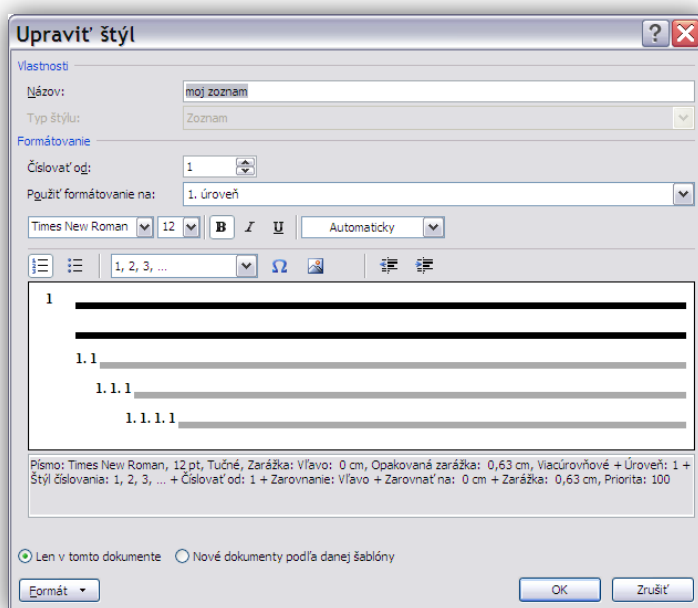 Upraviť štýl
Vlastnosti
Názov: moj zoznam
Typ štýlu: Zoznam
Formátovanie
Číslovať od: 1
Použiť formátovanie na: 1. úroveň
Times New Roman 12 B I U Automaticky
1, 2, 3, ... Ω
1
1. 1
1. 1. 1
1. 1. 1. 1
Písmo: Times New Roman, 12 pt, Tučné, Zarážka: Vľavo: 0 cm, Opakovaná zarážka: 0,63 cm, Viacúrovňové + Úroveň: 1 +
Štýl číslovania: 1, 2, 3, ... + Číslovať od: 1 + Zarovnanie: Vľavo + Zarovnať na: 0 cm + Zarážka: 0,63 cm, Priorita: 100
Len v tomto dokumente Nové dokumenty podľa danej šablóny
Formát OK Zrušiť